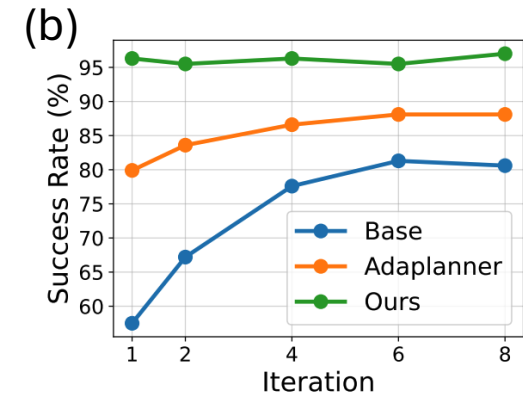 (b)
Success Rate (%)
95
90
85
80
75
70
65
60
Base
Adaplanner
Ours
1 2 4 6 8
Iteration